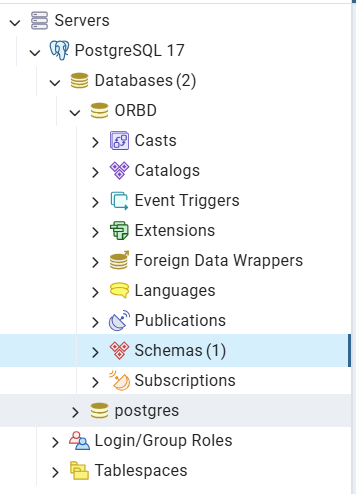 Servers
PostgreSQL 17
Databases (2)
ORBD
Casts
Catalogs
Event Triggers
Extensions
Foreign Data Wrappers
Languages
Publications
Schemas (1)
Subscriptions
postgres
Login/Group Roles
Tablespaces